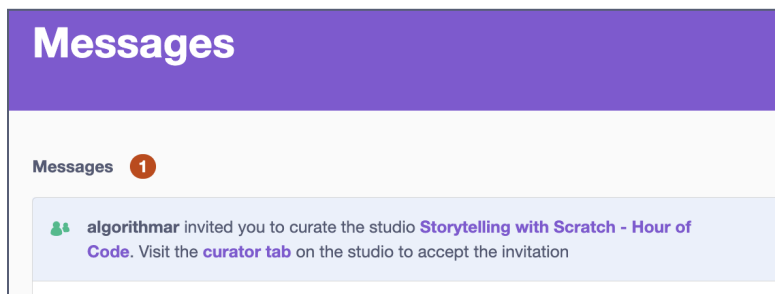 Messages
Messages 1
algorithmar invited you to curate the studio Storytelling with Scratch - Hour of
Code. Visit the curator tab on the studio to accept the invitation